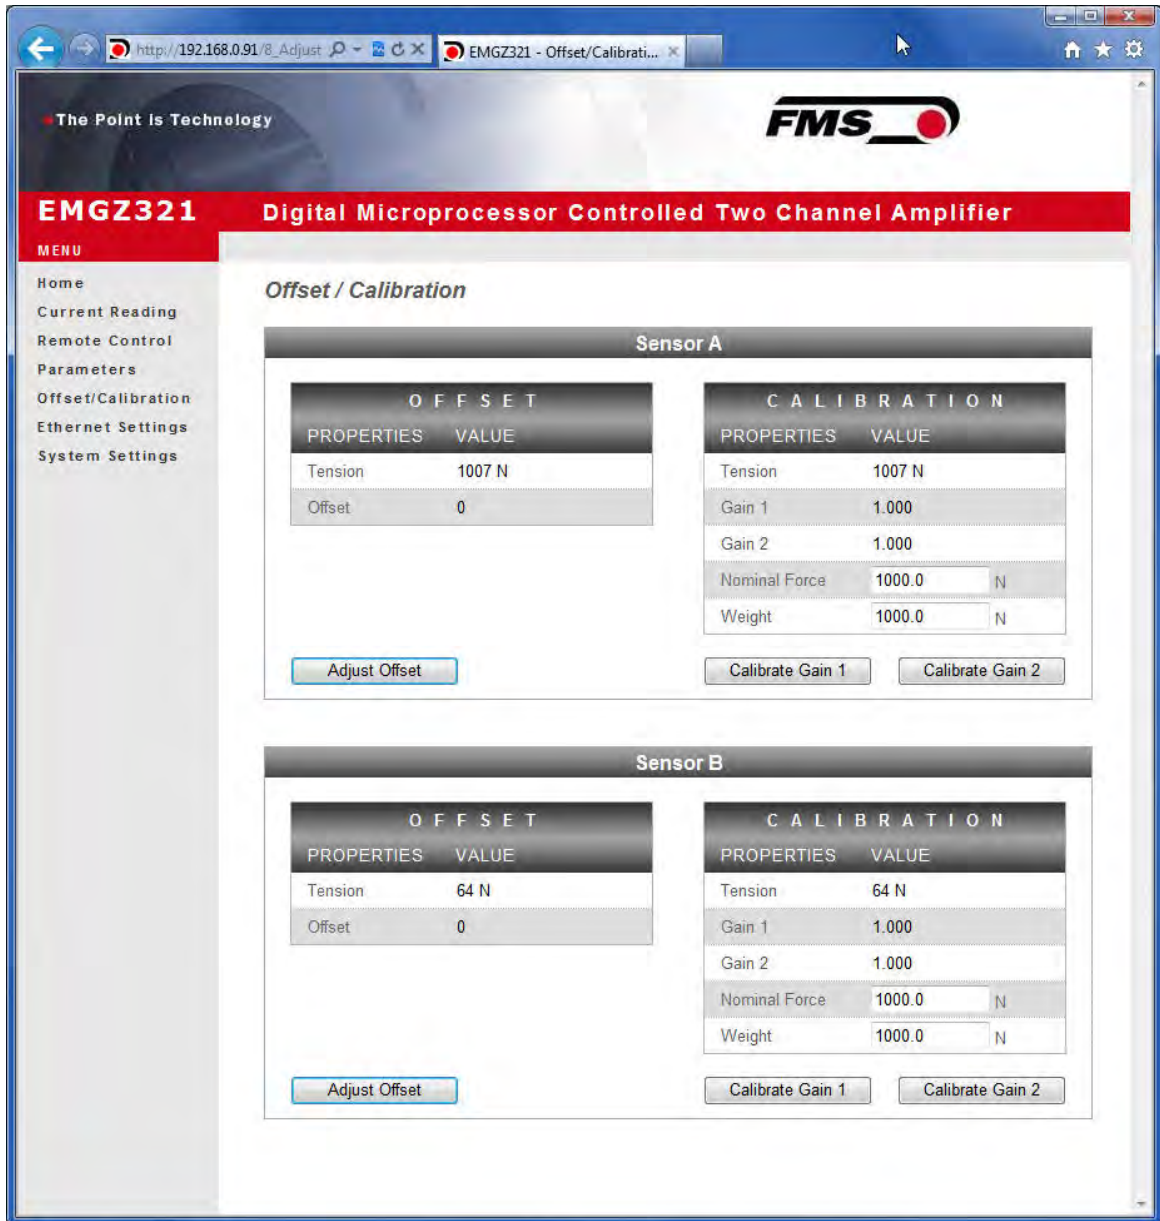 http://192.168.0.91/8_Adjust
EMGZ321 - Offset/Calibrati...
The Point is Technology
FMS
EMGZ321
Digital Microprocessor Controlled Two Channel Amplifier
MENU
Home
Current Reading
Remote Control
Parameters
Offset/Calibration
Ethernet Settings
System Settings
Offset / Calibration
Sensor A
OFFSET
PROPERTIES VALUE
Tension 1007 N
Offset 0
Adjust Offset
CALIBRATION
PROPERTIES VALUE
Tension 1007 N
Gain 1 1.000
Gain 2 1.000
Nominal Force 1000.0 N
Weight 1000.0 N
Calibrate Gain 1 Calibrate Gain 2
Sensor B
OFFSET
PROPERTIES VALUE
Tension 64 N
Offset 0
Adjust Offset
CALIBRATION
PROPERTIES VALUE
Tension 64 N
Gain 1 1.000
Gain 2 1.000
Nominal Force 1000.0 N
Weight 1000.0 N
Calibrate Gain 1 Calibrate Gain 2